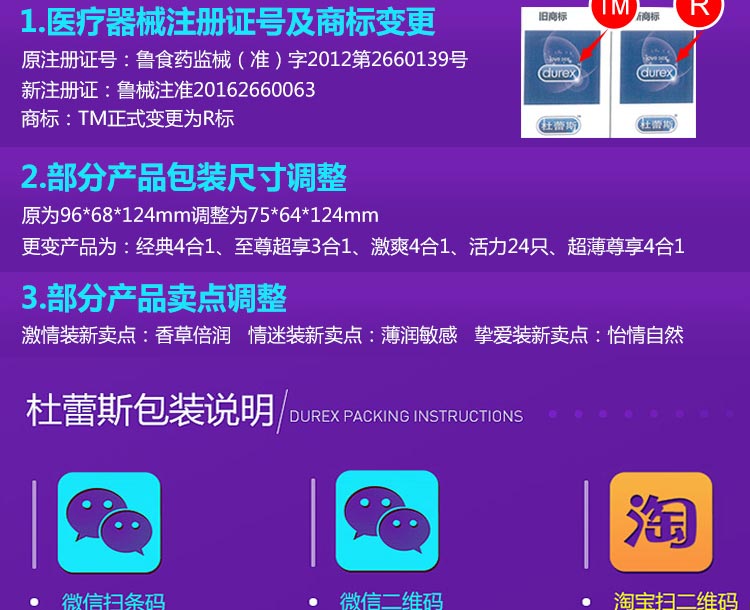 1.医疗器械注册证号及商标变更
原注册证号：鲁食药监械（准）字2012第2660139号
新注册证：鲁械注准20162660063
商标：TM正式变更为R标
旧商标
TM
新商标
R
love sex
durex
杜蕾斯
love sex
durex
杜蕾斯
2.部分产品包装尺寸调整
原为96*68*124mm调整为75*64*124mm
更变产品为：经典4合1、至尊超享3合1、激爽4合1、活力24只、超薄尊享4合1
3.部分产品卖点调整
激情装新卖点：香草倍润 情迷装新卖点：薄润敏感 挚爱装新卖点：怡情自然
杜蕾斯包装说明/DUREX PACKING INSTRUCTIONS
淘
• 微信扫条码
• 微信二维码
• 淘宝扫二维码